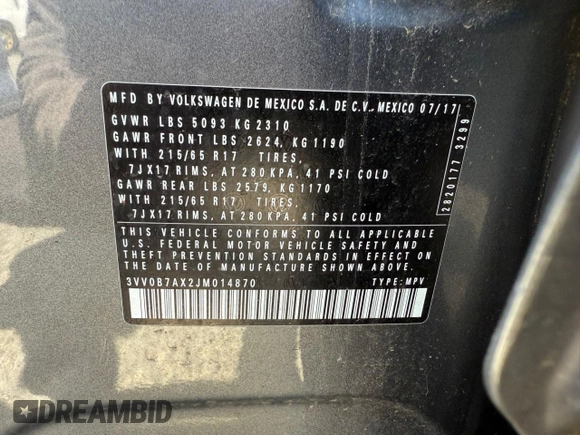 MFD BY VOLKSWAGEN DE MEXICO S.A. DE C.V., MEXICO 07/17
GVWR LBS 5093 KG 2310
GAWR FRONT LBS 2624, KG 1190
WITH 215/65 R17 TIRES,
7JX17 RIMS, AT 280 KPA, 41 PSI COLD
GAWR REAR LBS 2579, KG 1170
WITH 215/65 R17 TIRES,
7JX17 RIMS, AT 280 KPA, 41 PSI COLD
THIS VEHICLE CONFORMS TO ALL APPLICABLE
U.S. FEDERAL MOTOR VEHICLE SAFETY AND
THEFT PREVENTION STANDARDS IN EFFECT ON
THE DATE OF MANUFACTURE SHOWN ABOVE.
3VV0B7AX2JM014870 TYPE: MPV
2820177 3299
DREAMBID